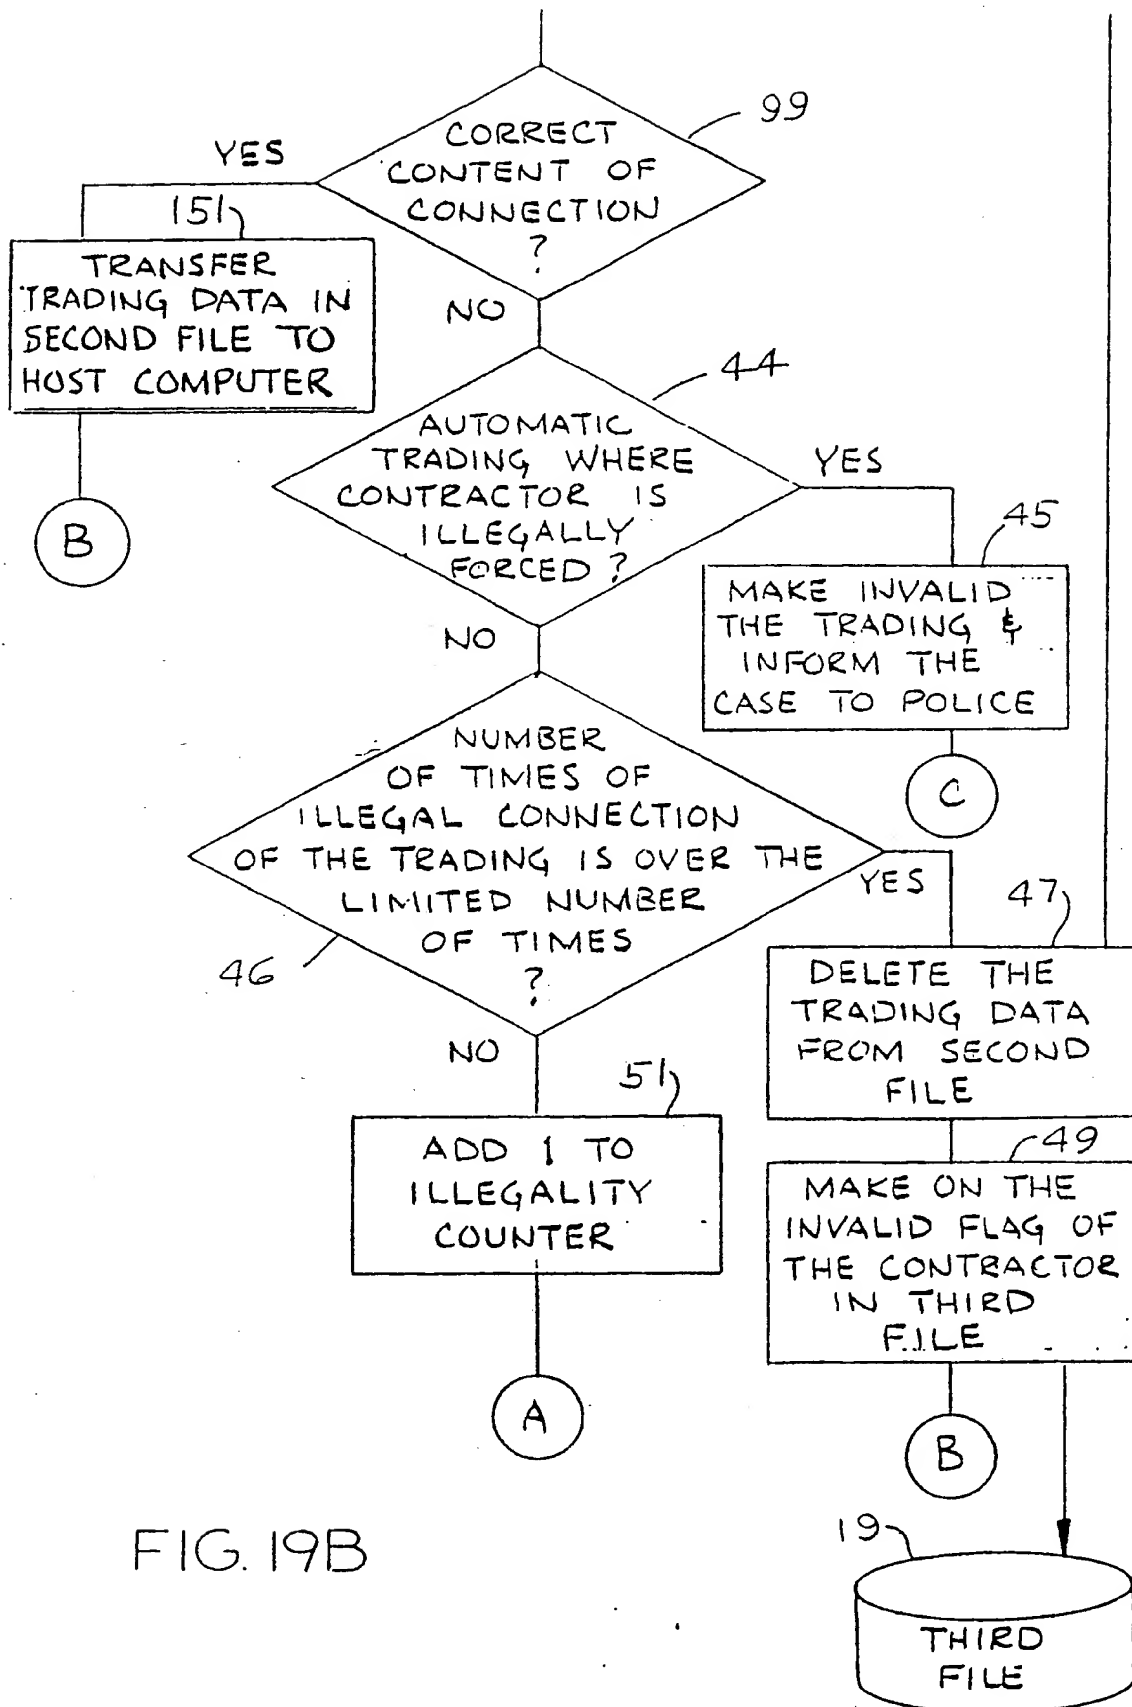 99
CORRECT
CONTENT OF
CONNECTION
?
YES
151
TRANSFER
TRADING DATA IN
SECOND FILE TO
HOST COMPUTER
B
NO
44
AUTOMATIC
TRADING WHERE
CONTRACTOR IS
ILLEGALLY
FORCED ?
YES
45
MAKE INVALID
THE TRADING &
INFORM THE
CASE TO POLICE
C
NO
NUMBER
OF TIMES OF
ILLEGAL CONNECTION
OF THE TRADING IS OVER THE
LIMITED NUMBER
OF TIMES
?
46
YES
47
DELETE THE
TRADING DATA
FROM SECOND
FILE
NO
51
ADD 1 TO
ILLEGALITY
COUNTER
A
49
MAKE ON THE
INVALID FLAG OF
THE CONTRACTOR
IN THIRD
FILE
B
19
THIRD
FILE
FIG. 19B